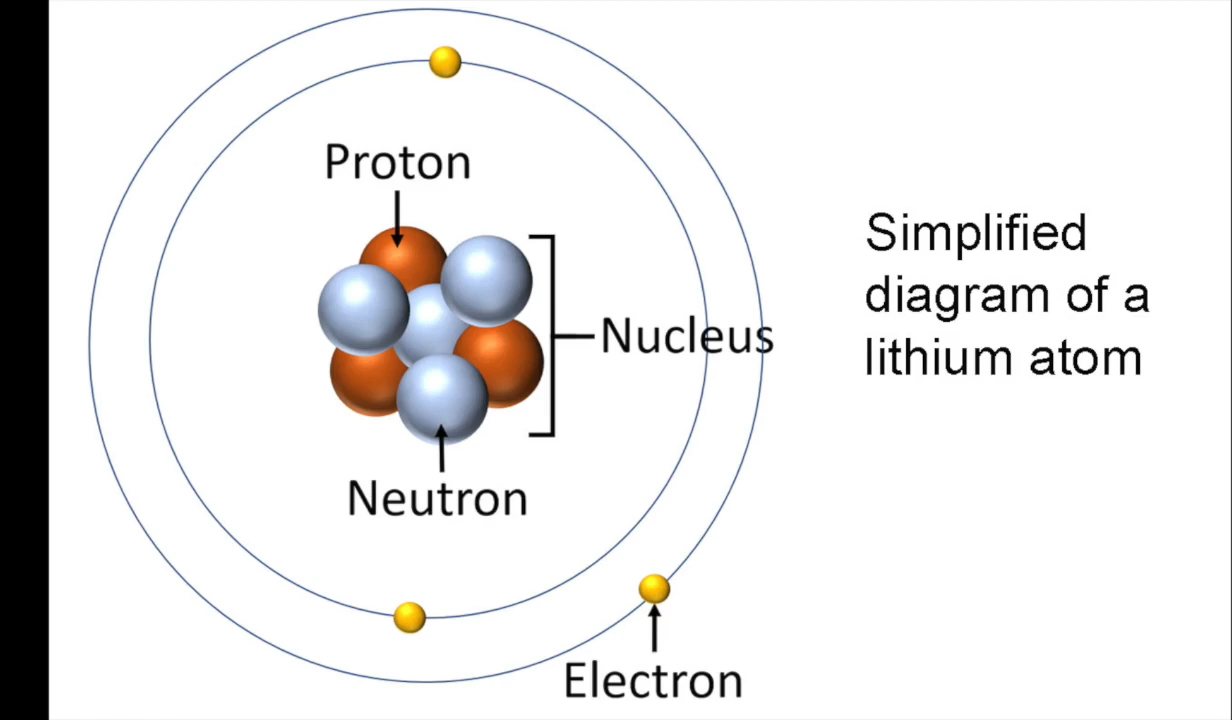 Proton
Simplified
diagram of a
lithium atom
Nucleus
Neutron
Electron